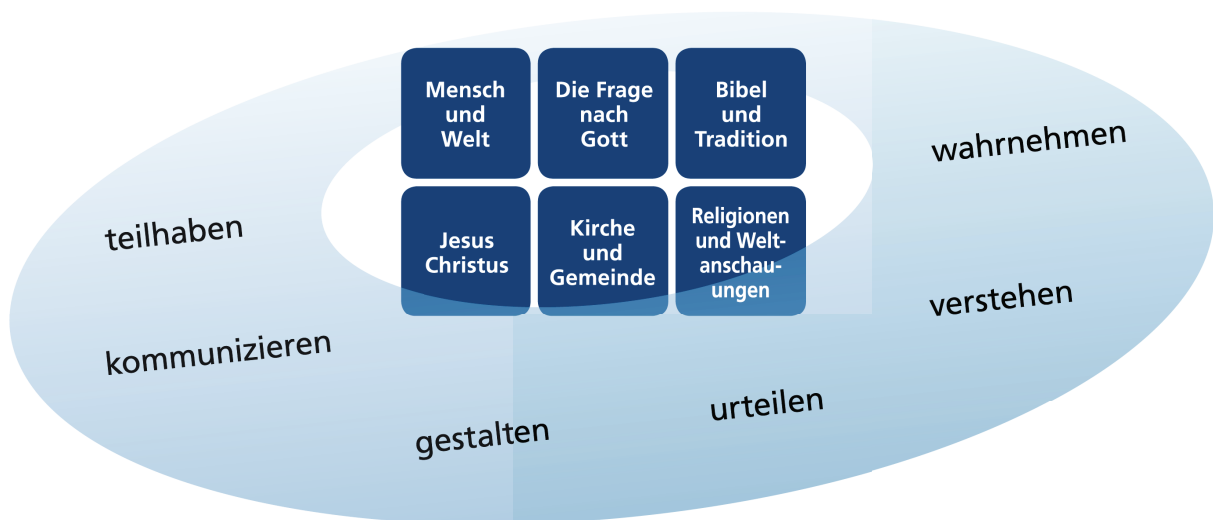 Mensch
und
Welt
Die Frage
nach
Gott
Bibel
und
Tradition
wahrnehmen
teilhaben
Jesus
Christus
Kirche
und
Gemeinde
Religionen
und Welt-
anschau-
ungen
verstehen
kommunizieren
urteilen
gestalten